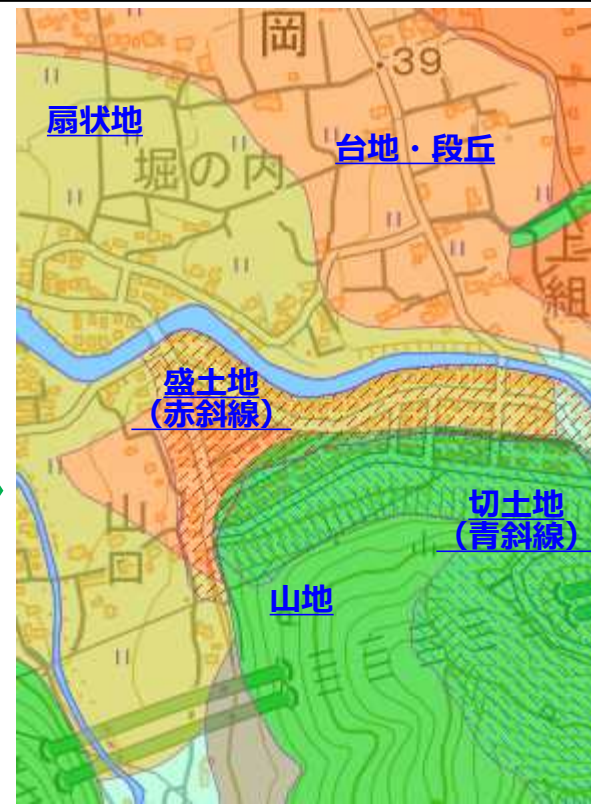 岡
・39
扇状地
台地・段丘
堀の内
上組
盛土地
（赤斜線）
切土地
（青斜線）
山口
山地